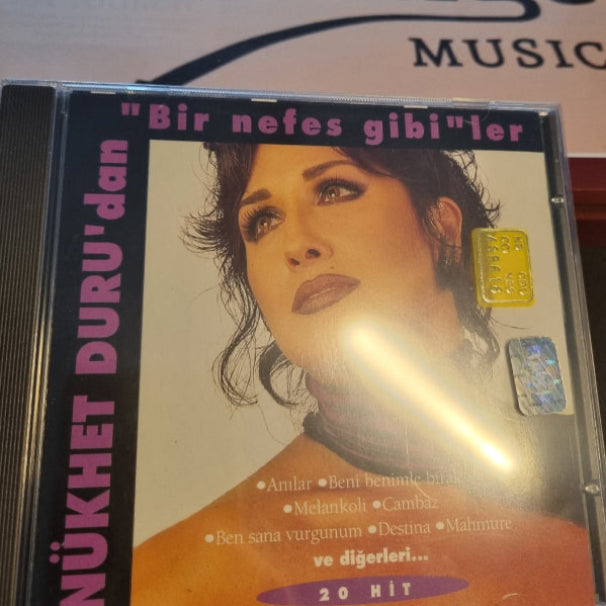 MUSIC
"Bir nefes gibi"ler
NÜKHET DURU'dan
•Anılar •Beni benimle
•Melankoli •Cambaz
•Ben sana vurgunum •Destina •Mahmure
ve diğerleri...
20 HİT